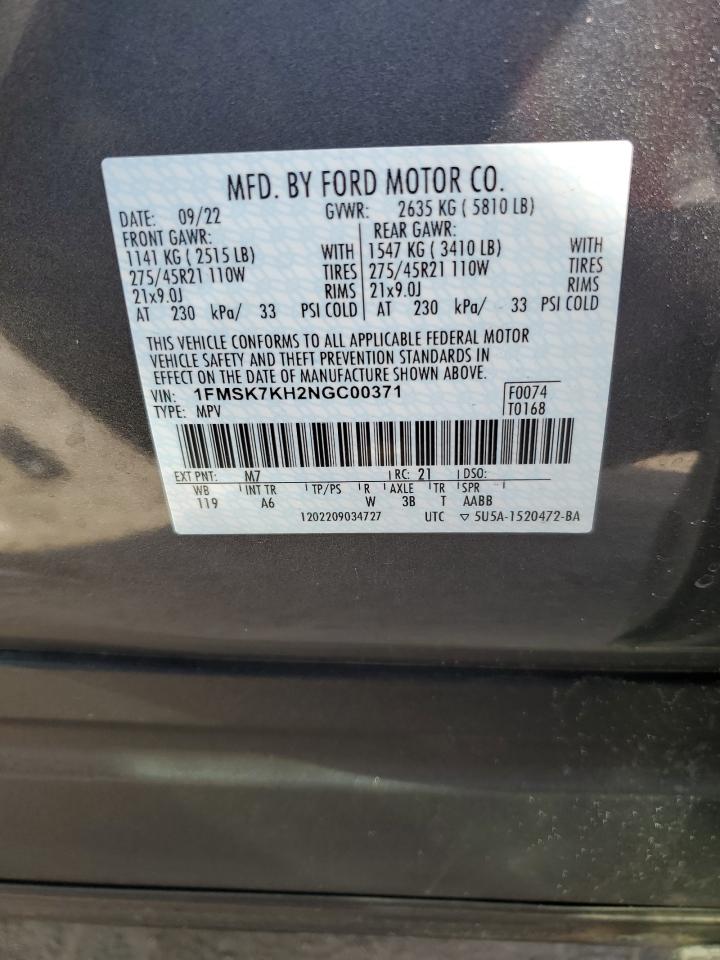 MFD. BY FORD MOTOR CO.
DATE: 09/22 GVWR: 2635 KG ( 5810 LB)
FRONT GAWR: REAR GAWR:
1141 KG ( 2515 LB) WITH 1547 KG ( 3410 LB) WITH
275/45R21 110W TIRES 275/45R21 110W TIRES
21x9.0J RIMS 21x9.0J RIMS
AT 230 kPa/ 33 PSI COLD AT 230 kPa/ 33 PSI COLD
THIS VEHICLE CONFORMS TO ALL APPLICABLE FEDERAL MOTOR
VEHICLE SAFETY AND THEFT PREVENTION STANDARDS IN
EFFECT ON THE DATE OF MANUFACTURE SHOWN ABOVE.
VIN: 1FMSK7KH2NGC00371 F0074
TYPE: MPV T0168
EXT PNT: M7 RC: 21 DSO:
WB INT TR TP/PS R AXLE TR SPR
119 A6 W 3B T AABB
1202209034727 UTC ▽ 5U5A-1520472-BA